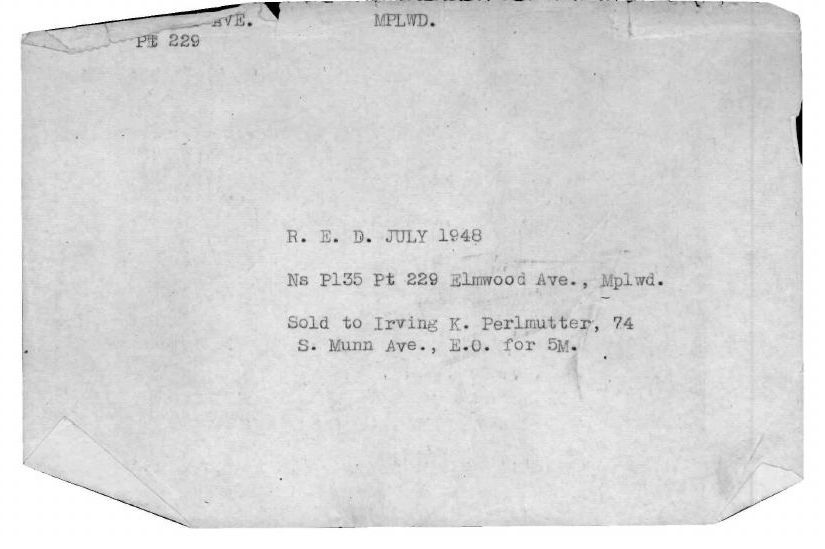 AVE. MPLWD.
Pt 229
R. E. D. JULY 1948
Ns P135 Pt 229 Elmwood Ave., Mplwd.
Sold to Irving K. Perlmutter, 74
S. Munn Ave., E.O. for 5M.